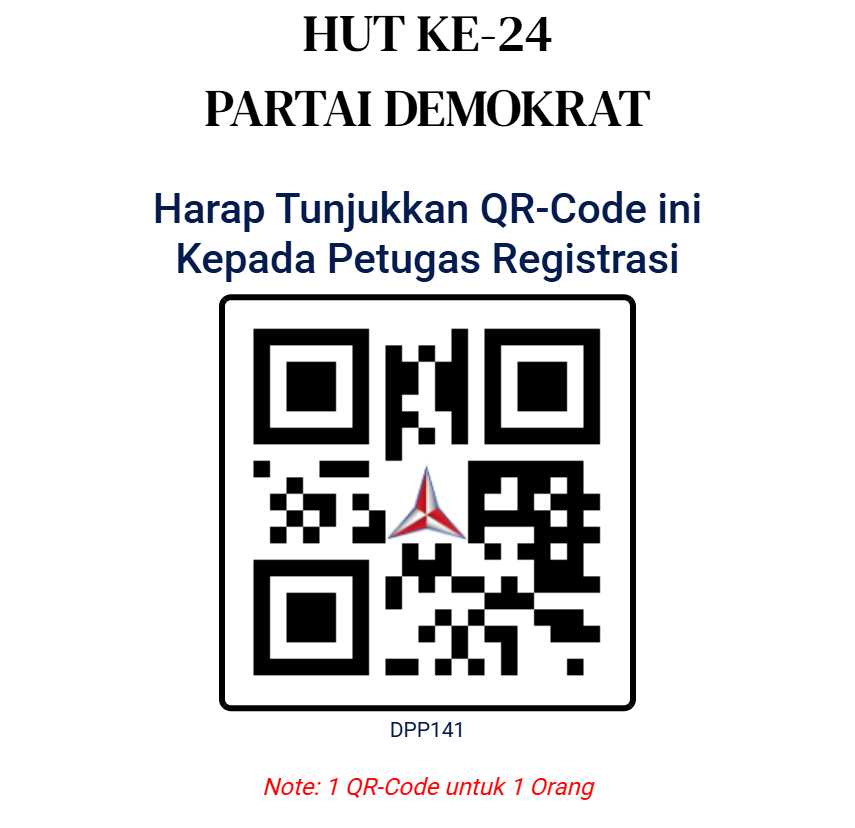 HUT KE-24
PARTAI DEMOKRAT
Harap Tunjukkan QR-Code ini
Kepada Petugas Registrasi
DPP141
Note: 1 QR-Code untuk 1 Orang